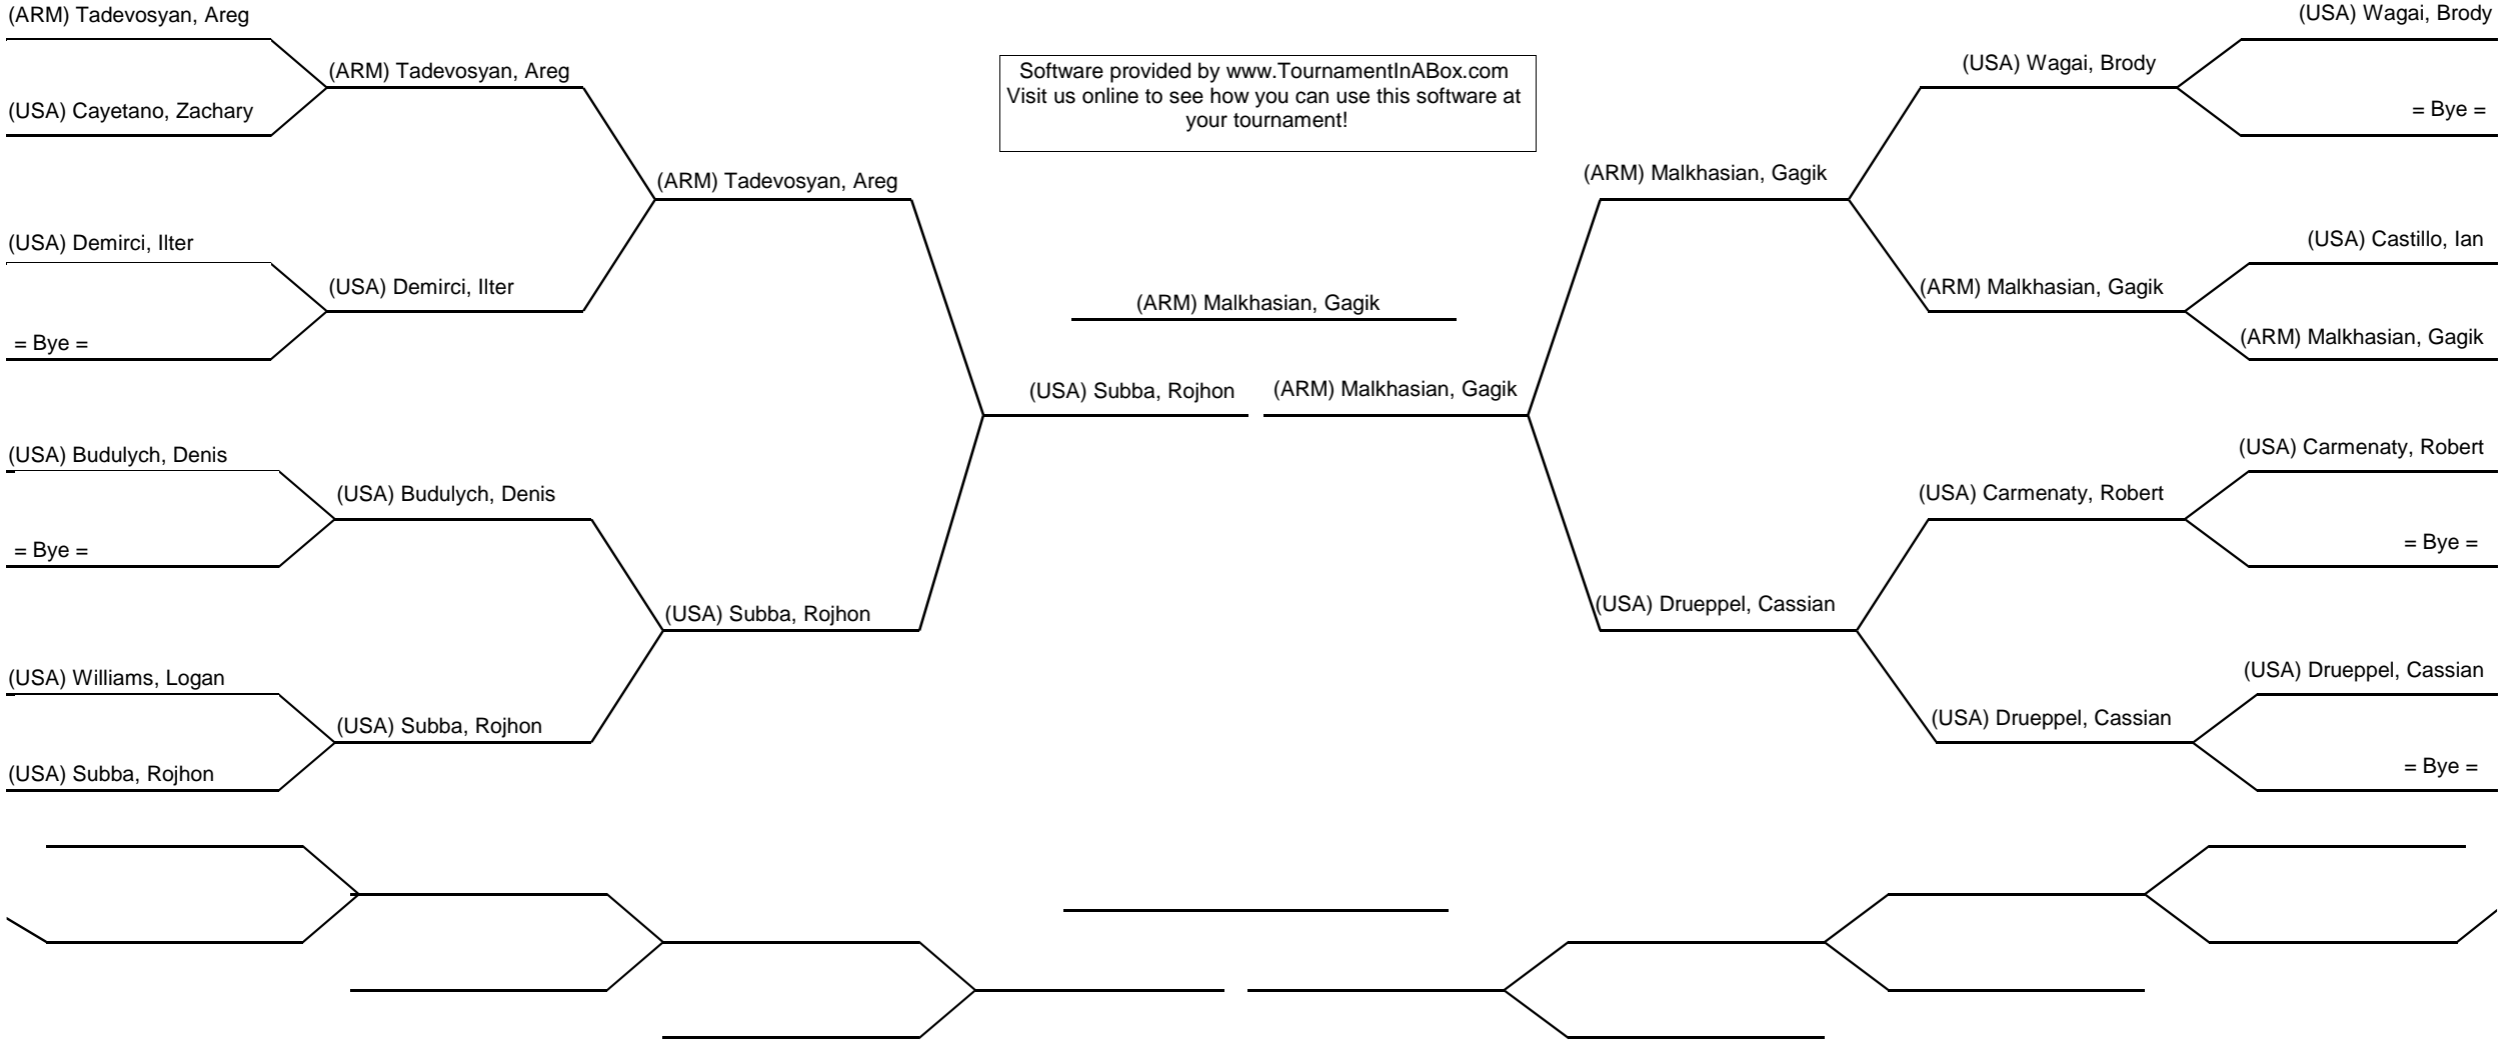 (ARM) Tadevosyan, Areg
(USA) Cayetano, Zachary
(USA) Demirci, Ilter
= Bye =
(USA) Budulych, Denis
= Bye =
(USA) Williams, Logan
(USA) Subba, Rojhon
(ARM) Tadevosyan, Areg
(USA) Demirci, Ilter
(USA) Budulych, Denis
(USA) Subba, Rojhon
(ARM) Tadevosyan, Areg
(USA) Subba, Rojhon
Software provided by www.TournamentInABox.com
Visit us online to see how you can use this software at
your tournament!
(ARM) Malkhasian, Gagik
(USA) Subba, Rojhon
(ARM) Malkhasian, Gagik
(ARM) Malkhasian, Gagik
(USA) Drueppel, Cassian
(USA) Wagai, Brody
(ARM) Malkhasian, Gagik
(USA) Carmenaty, Robert
(USA) Drueppel, Cassian
(USA) Wagai, Brody
= Bye =
(USA) Castillo, Ian
(ARM) Malkhasian, Gagik
(USA) Carmenaty, Robert
= Bye =
(USA) Drueppel, Cassian
= Bye =